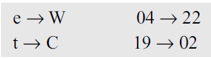 e → W 04 → 22
t → C 19 → 02